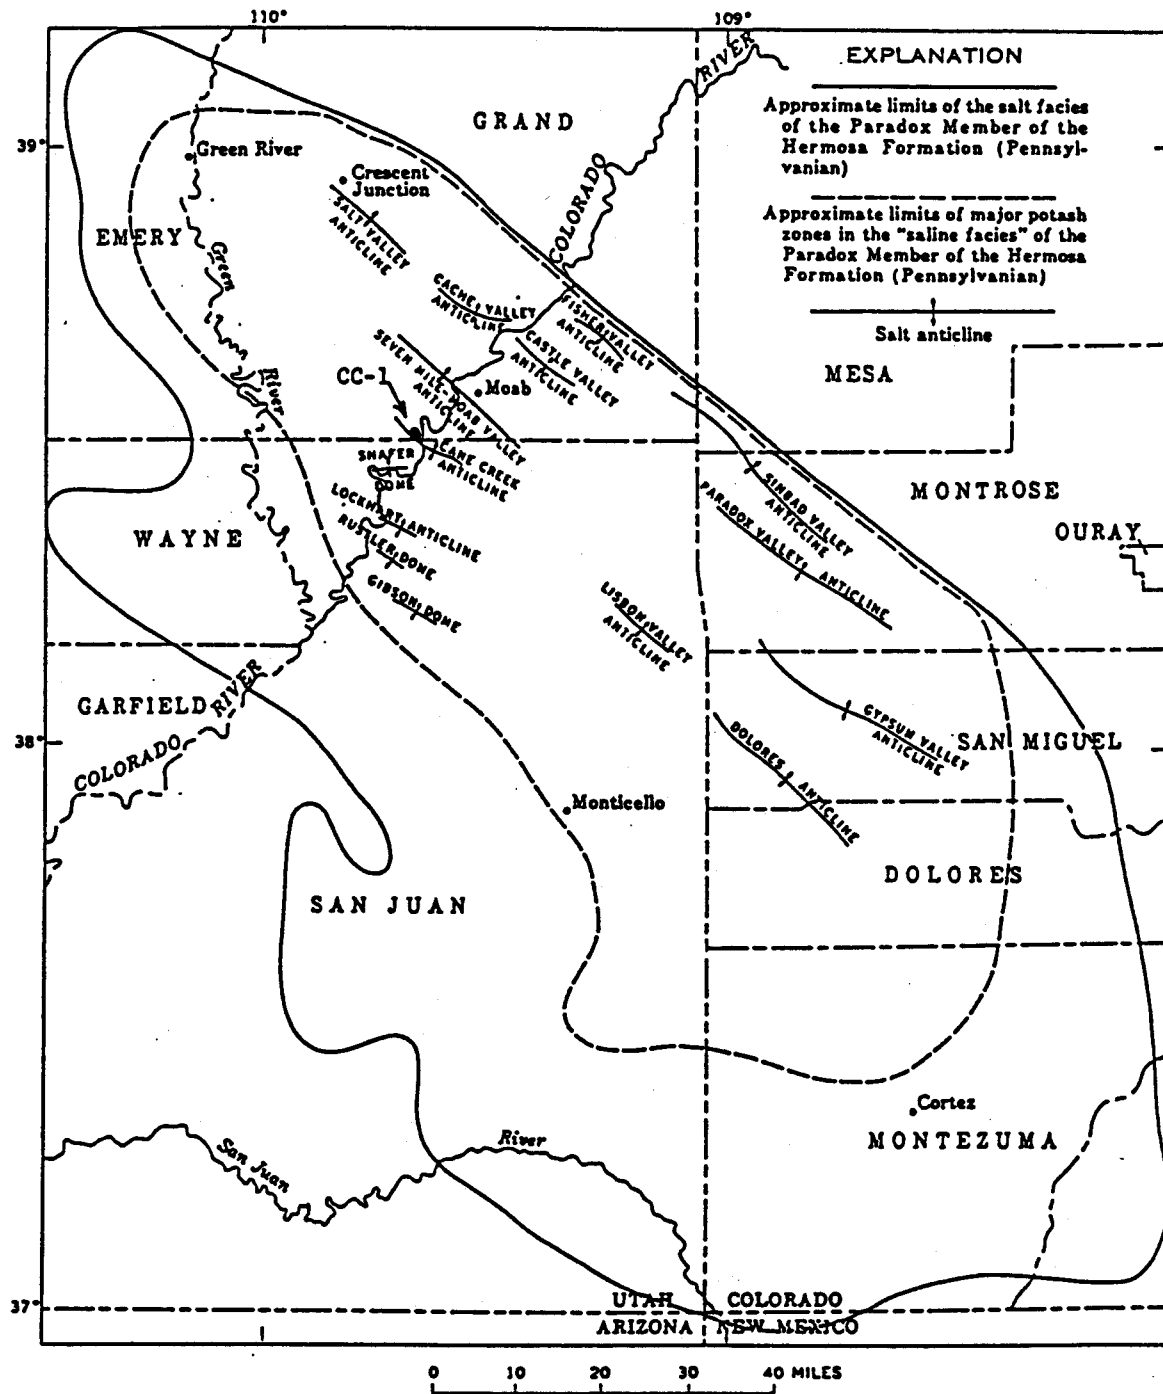 110°
109°
EXPLANATION
Approximate limits of the salt facies
of the Paradox Member of the
Hermosa Formation (Pennsyl-
vanian)
Approximate limits of major potash
zones in the "saline facies" of the
Paradox Member of the Hermosa
Formation (Pennsylvanian)
Salt anticline
RIVER
COLORADO
GRAND
39°
Green River
Crescent
Junction
SALT VALLEY
ANTICLINE
EMERY
Green
River
CACHE VALLEY
ANTICLINE
FISHER VALLEY
ANTICLINE
CASTLE VALLEY
ANTICLINE
SEVEN MILE-MOAB VALLEY
ANTICLINE
Moab
MESA
CC-1
CANE CREEK
ANTICLINE
SHAFER
DOME
LOCKHART ANTICLINE
RUSTLER DOME
GIBSON DOME
WAYNE
SINBAD VALLEY
ANTICLINE
PARADOX VALLEY ANTICLINE
MONTROSE
OURAY
LISBON VALLEY
ANTICLINE
GARFIELD
COLORADO RIVER
38°
GYPSUM VALLEY
ANTICLINE
SAN MIGUEL
DOLORES ANTICLINE
Monticello
DOLORES
SAN JUAN
Cortez
MONTEZUMA
San Juan
River
37°
UTAH
COLORADO
ARIZONA
NEW MEXICO
0 10 20 30 40 MILES